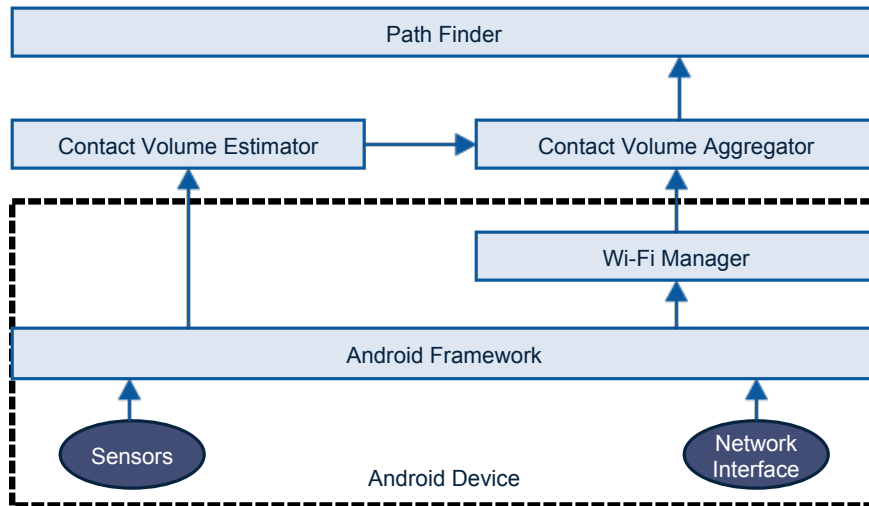 Path Finder
Contact Volume Estimator
Contact Volume Aggregator
Wi-Fi Manager
Android Framework
Sensors
Network
Interface
Android Device